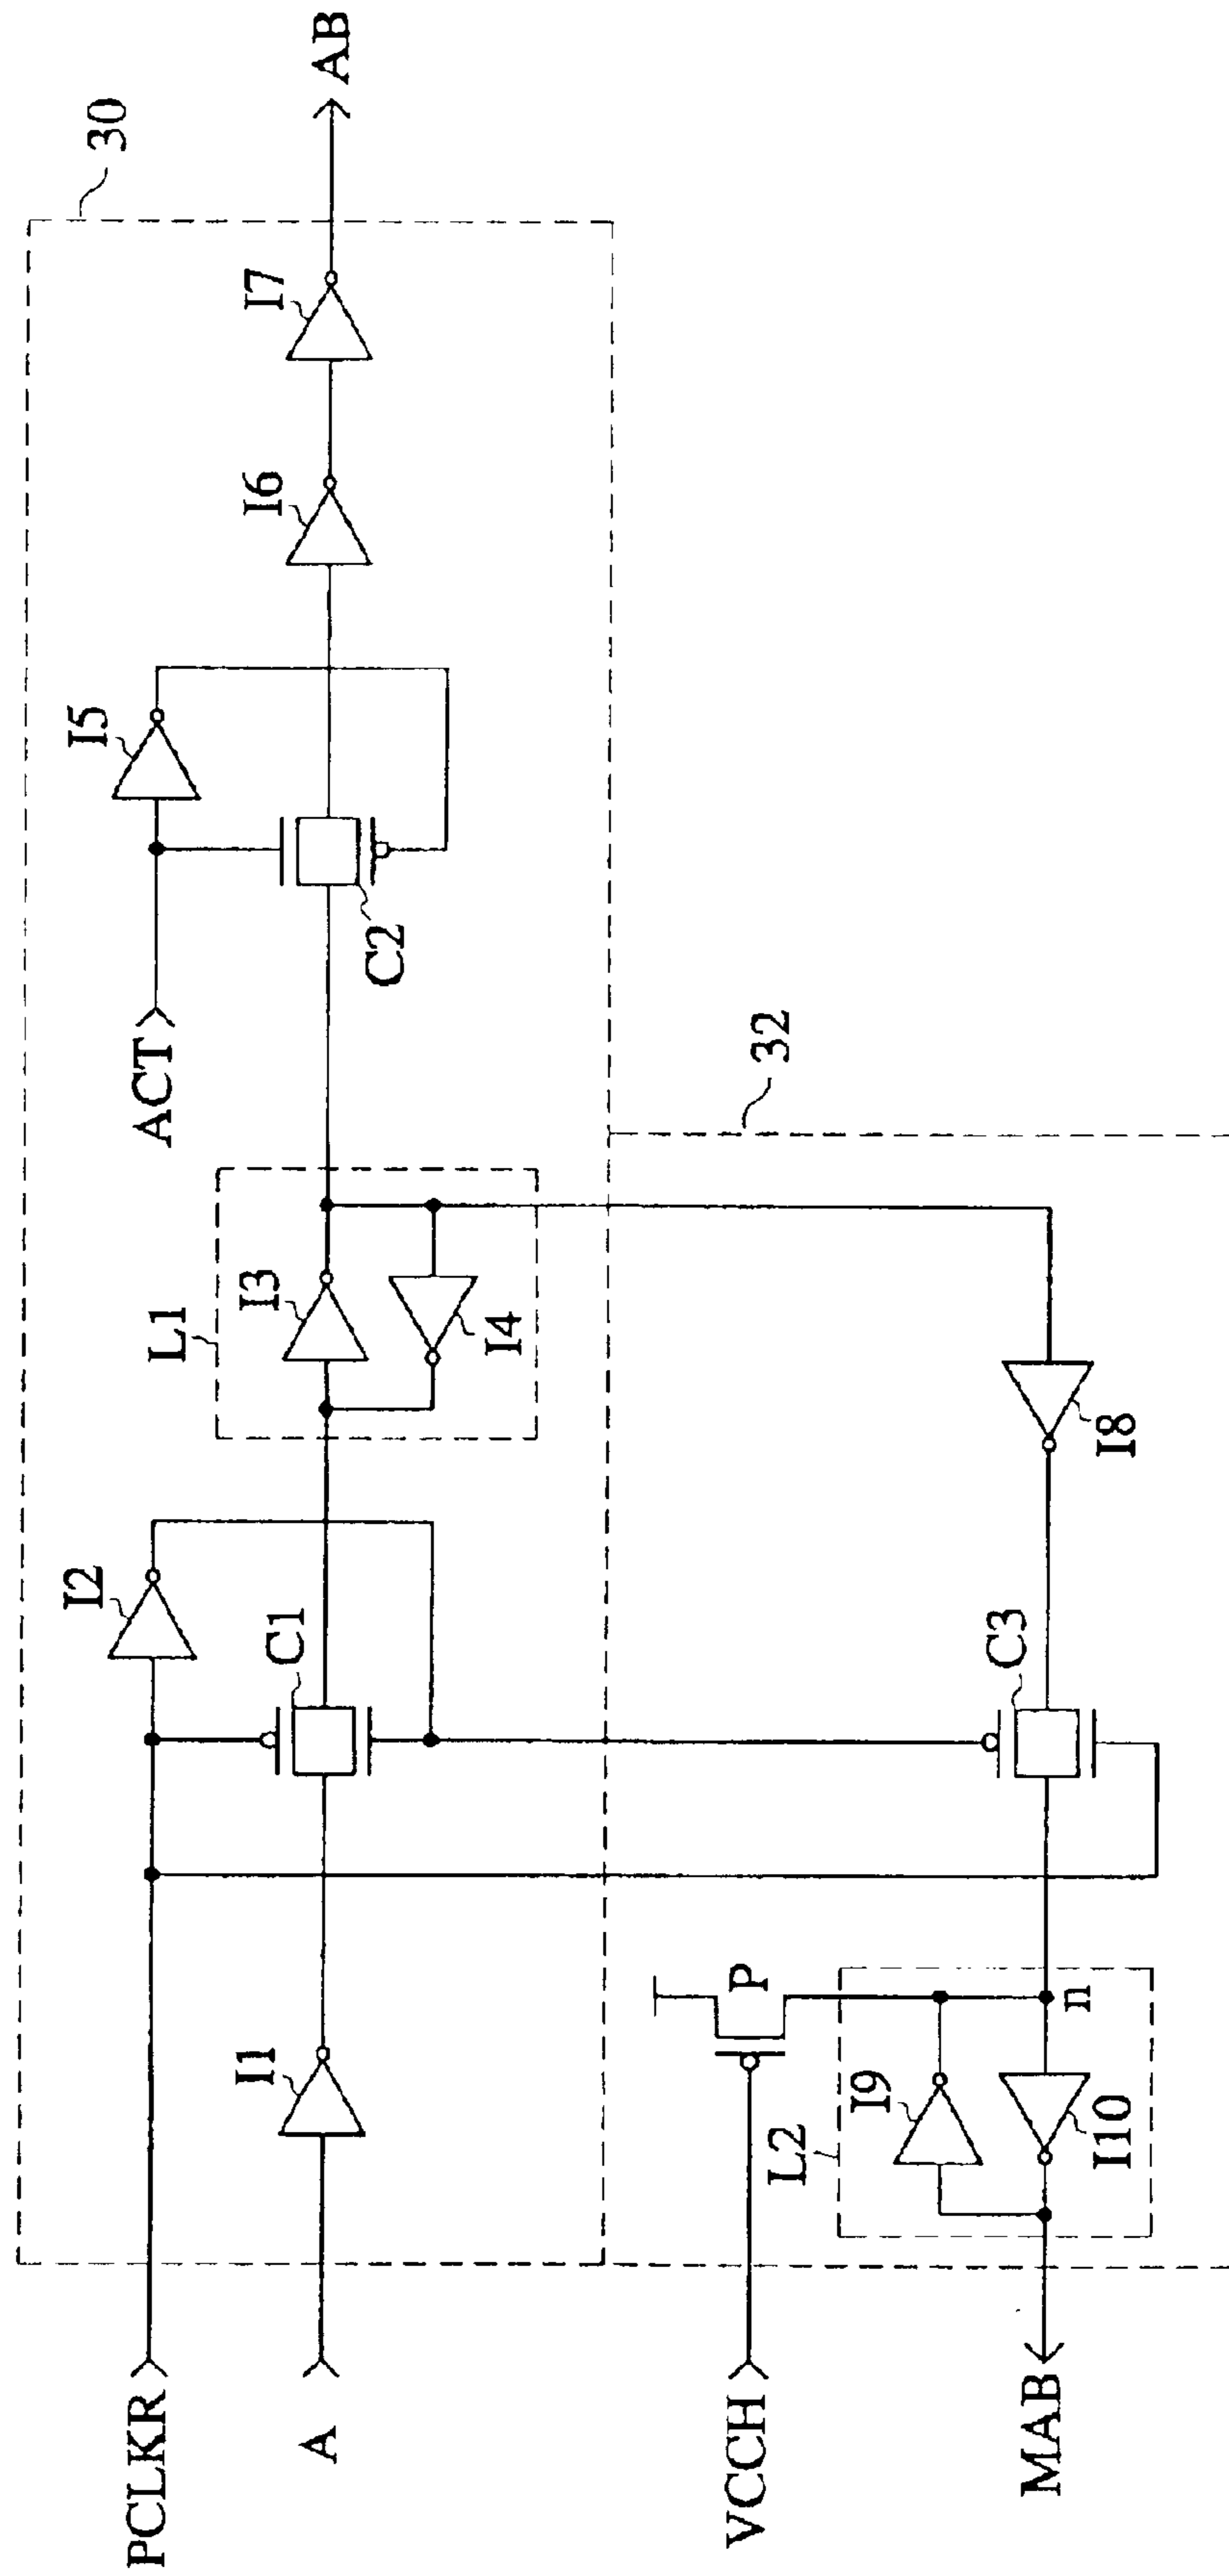 30
AB
I7
I6
I5
C2
ACT
32
L1
I3
I4
I2
C1
I8
C3
I1
P
n
I9
L2
I10
PCLKR
A
VCCH
MAB